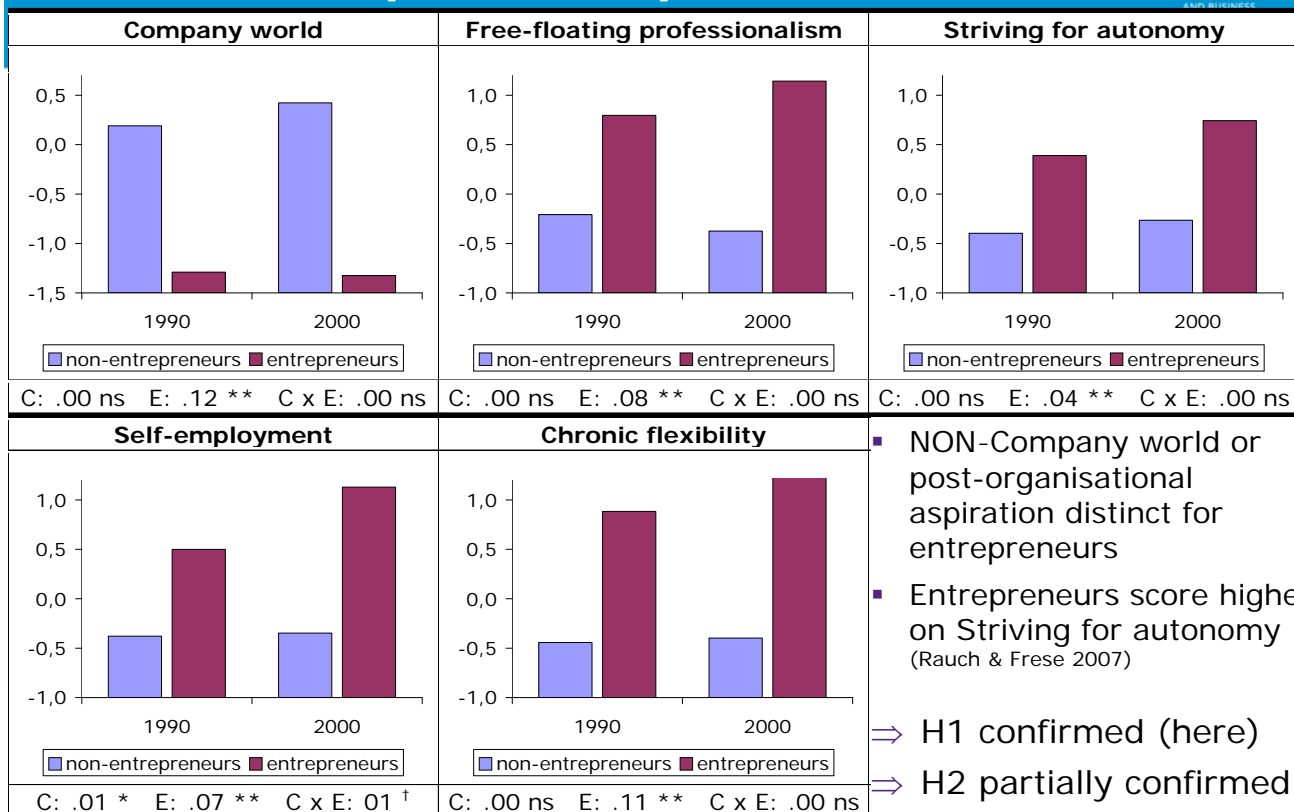 AND BUSINESS
Company world
0,5
0,0
-0,5
-1,0
-1,5
1990 2000
non-entrepreneurs entrepreneurs
C: .00 ns E: .12 ** C x E: .00 ns
Free-floating professionalism
1,0
0,5
0,0
-0,5
-1,0
1990 2000
non-entrepreneurs entrepreneurs
C: .00 ns E: .08 ** C x E: .00 ns
Striving for autonomy
1,0
0,5
0,0
-0,5
-1,0
1990 2000
non-entrepreneurs entrepreneurs
C: .00 ns E: .04 ** C x E: .00 ns
Self-employment
1,0
0,5
0,0
-0,5
-1,0
1990 2000
non-entrepreneurs entrepreneurs
C: .01 * E: .07 ** C x E: 01 †
Chronic flexibility
1,0
0,5
0,0
-0,5
-1,0
1990 2000
non-entrepreneurs entrepreneurs
C: .00 ns E: .11 ** C x E: .00 ns
▪ NON-Company world or
post-organisational
aspiration distinct for
entrepreneurs
▪ Entrepreneurs score highe
on Striving for autonomy
(Rauch & Frese 2007)
⇒ H1 confirmed (here)
⇒ H2 partially confirmed